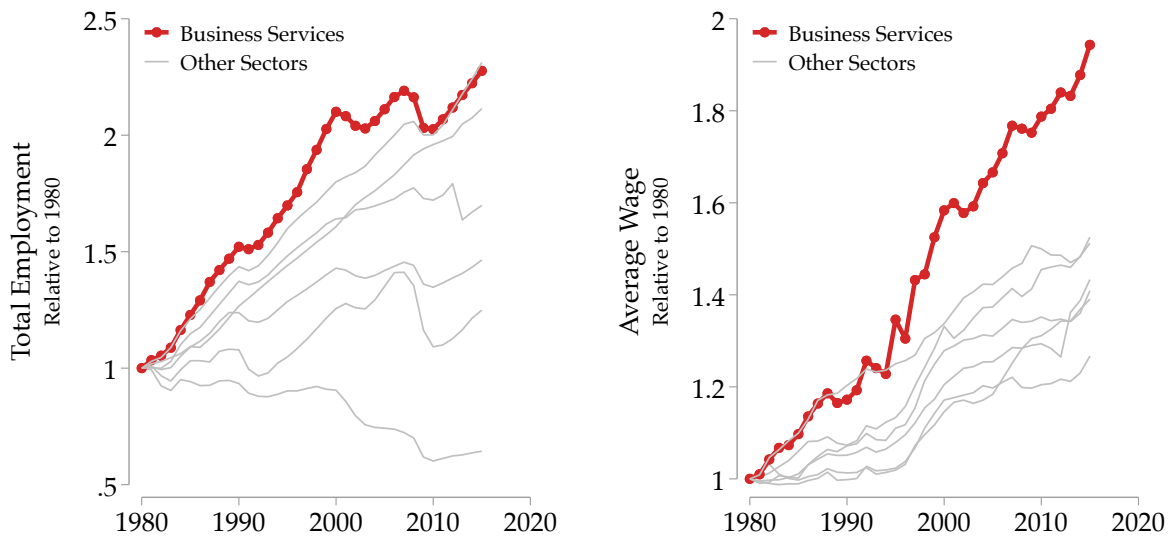 2.5
2
1.5
1
.5
Total Employment
Relative to 1980
Business Services
Other Sectors
1980 1990 2000 2010 2020
2
1.8
1.6
1.4
1.2
1
Average Wage
Relative to 1980
Business Services
Other Sectors
1980 1990 2000 2010 2020